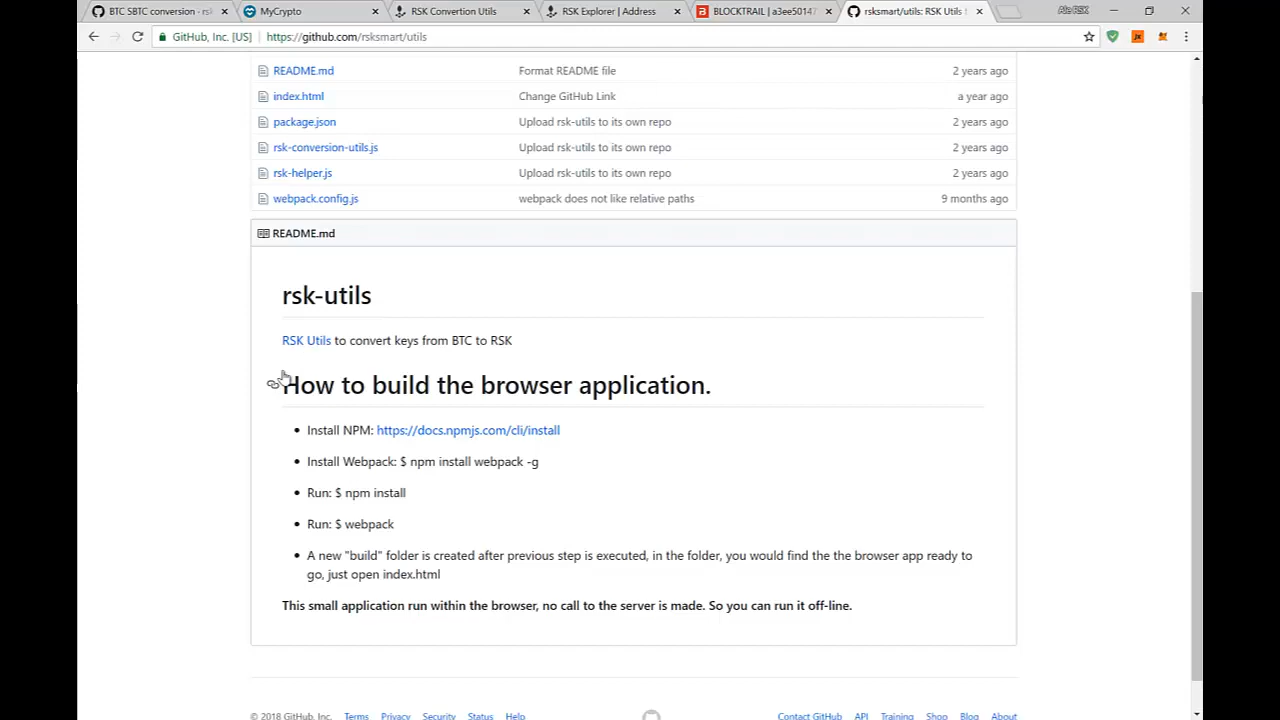 BTC SBTC conversion - rsk
MyCrypto
RSK Convertion Utils
RSK Explorer | Address
BLOCKTRAIL | a3ee50147
rsksmart/utils: RSK Utils
Ale RSK
GitHub, Inc. [US] https://github.com/rsksmart/utils
README.md Format README file 2 years ago
index.html Change GitHub Link a year ago
package.json Upload rsk-utils to its own repo 2 years ago
rsk-conversion-utils.js Upload rsk-utils to its own repo 2 years ago
rsk-helper.js Upload rsk-utils to its own repo 2 years ago
webpack.config.js webpack does not like relative paths 9 months ago
README.md
rsk-utils
RSK Utils to convert keys from BTC to RSK
How to build the browser application.
Install NPM: https://docs.npmjs.com/cli/install
Install Webpack: $ npm install webpack -g
Run: $ npm install
Run: $ webpack
A new "build" folder is created after previous step is executed, in the folder, you would find the the browser app ready to
go, just open index.html
This small application run within the browser, no call to the server is made. So you can run it off-line.
© 2018 GitHub, Inc. Terms Privacy Security Status Help Contact GitHub API Training Shop Blog About